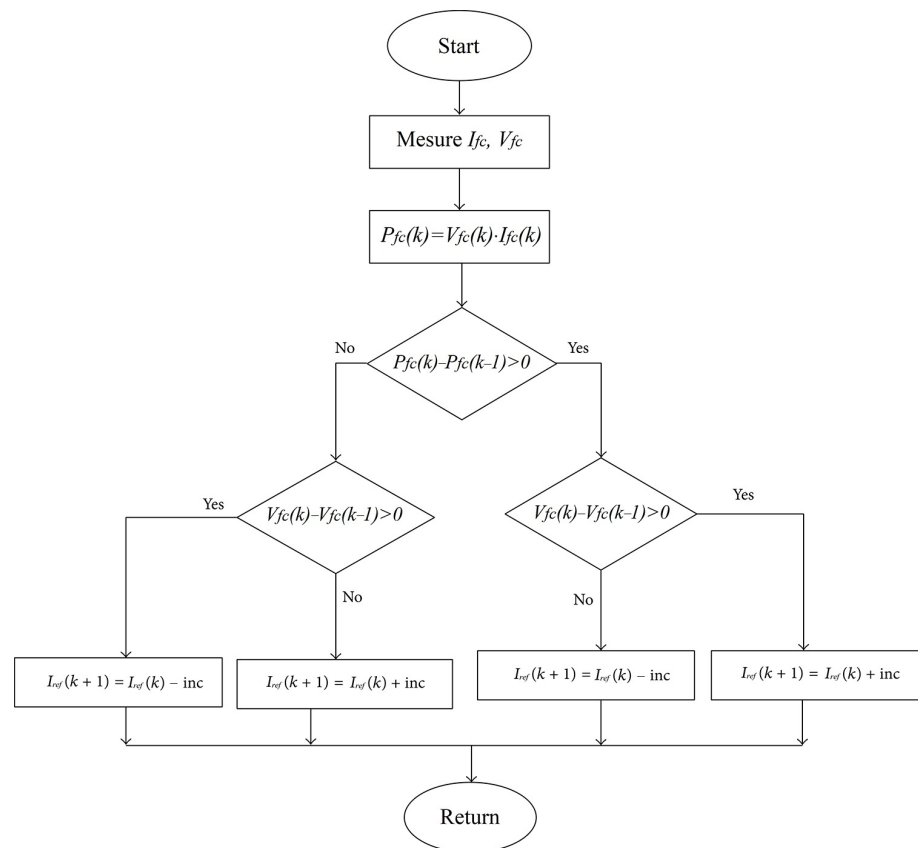 Start
Mesure Ifc, Vfc
Pfc(k)=Vfc(k)·Ifc(k)
No
Yes
Pfc(k)–Pfc(k–1)>0
Yes
Vfc(k)–Vfc(k–1)>0
Vfc(k)–Vfc(k–1)>0
Yes
No
No
Iref (k + 1) = Iref (k) – inc
Iref (k + 1) = Iref (k) + inc
Iref (k + 1) = Iref (k) – inc
Iref (k + 1) = Iref (k) + inc
Return